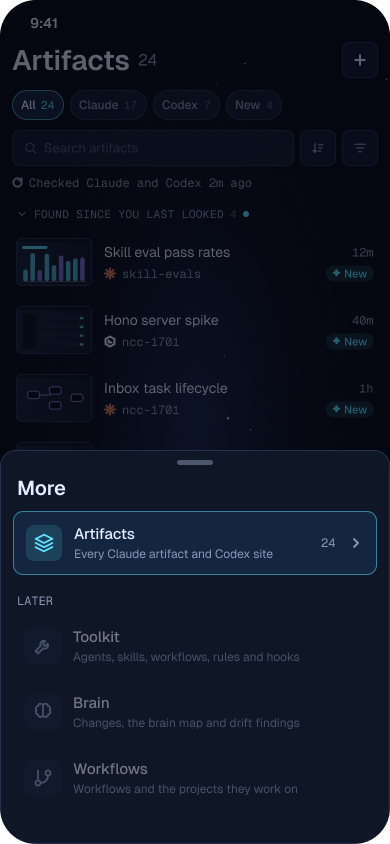 9:41
Artifacts 24
All 24 Claude 17 Codex 7 New 4
Search artifacts
Checked Claude and Codex 2m ago
FOUND SINCE YOU LAST LOOKED 4
Skill eval pass rates 12m
skill-evals New
Hono server spike 40m
ncc-1701 New
Inbox task lifecycle 1h
ncc-1701 New
More
Artifacts
Every Claude artifact and Codex site
24
LATER
Toolkit
Agents, skills, workflows, rules and hooks
Brain
Changes, the brain map and drift findings
Workflows
Workflows and the projects they work on